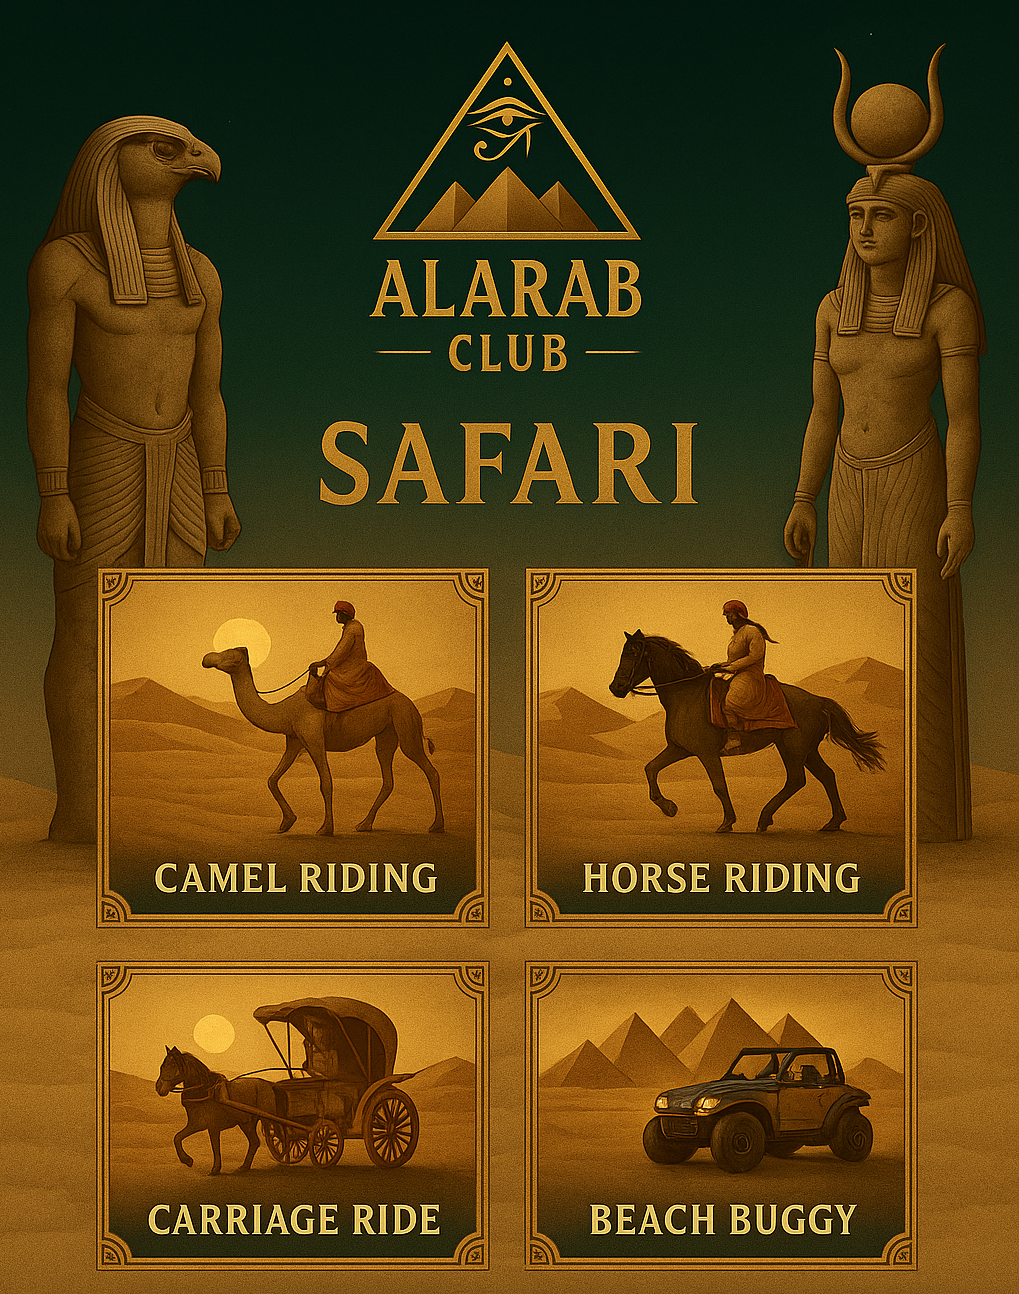 ALARAB
CLUB
SAFARI
CAMEL RIDING
HORSE RIDING
CARRIAGE RIDE
BEACH BUGGY